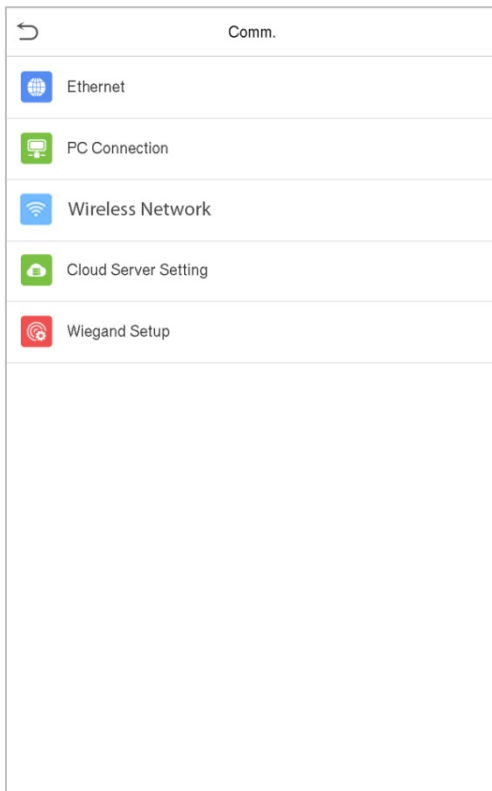 Comm.
Ethernet
PC Connection
Wireless Network
Cloud Server Setting
Wiegand Setup